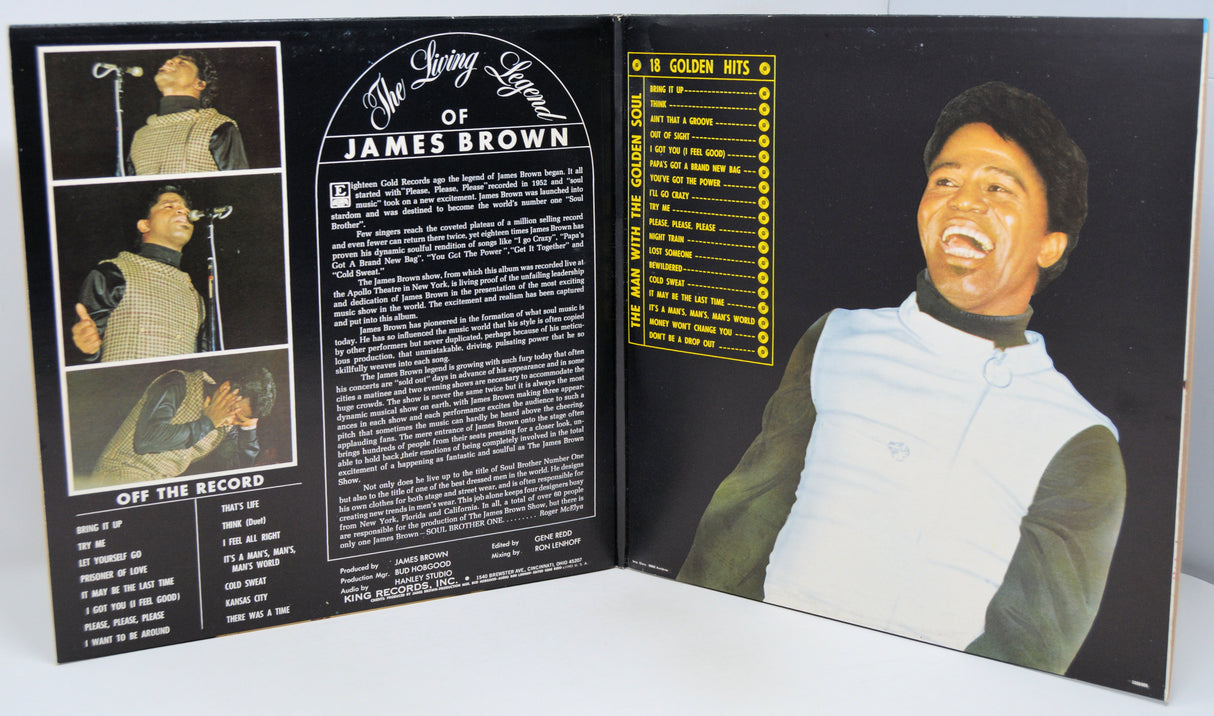 The Living Legend
OF
JAMES BROWN
Eighteen Gold Records ago the legend of James Brown began. It all
started with "Please, Please, Please" recorded in 1952 and "soul
music" took on a new excitement. James Brown was launched into
stardom and was destined to become the world's number one "Soul
Brother".
Few singers reach the coveted plateau of a million selling record
and even fewer can return there twice, yet eighteen times James Brown has
proven his dynamic soulful rendition of songs like "I go Crazy", "Papa's
Got A Brand New Bag", "You Got The Power", "Get It Together" and
"Cold Sweat."
The James Brown show, from which this album was recorded live at
the Apollo Theatre in New York, is living proof of the unfailing leadership
and dedication of James Brown in the presentation of the most exciting
music show in the world. The excitement and realism has been captured
and put into this album.
James Brown has pioneered in the formation of what soul music is
today. He has so influenced the music world that his style is often copied
by other performers but never duplicated, perhaps because of his meticu-
lous production, that unmistakable, driving, pulsating power that he so
skillfully weaves into each song.
The James Brown legend is growing with such fury today that often
his concerts are "sold out" days in advance of his appearance and in some
cities a matinee and two evening shows are necessary to accommodate the
huge crowds. The show is never the same twice but it is always the most
dynamic musical show on earth, with James Brown making three appear-
ances in each show and each performance excites the audience to such a
pitch that sometimes the music can hardly be heard above the cheering,
applauding fans. The mere entrance of James Brown onto the stage often
brings hundreds of people from their seats pressing for a closer look, un-
able to hold back, their emotions of being completely involved in the total
excitement of a happening as fantastic and soulful as The James Brown
Show.
Not only does he live up to the title of Soul Brother Number One
but also to the title of one of the best dressed men in the world. He designs
his own clothes for both stage and street wear, and is often responsible for
creating new trends in men's wear. This job alone keeps four designers busy
from New York, Florida and California. In all, a total of over 60 people
are responsible for the production of The James Brown Show, but there is
only one James Brown — SOUL BROTHER ONE. . . . . . . . . Roger McElye
Produced by JAMES BROWN
Production Mgr. BUD HOBGOOD
Audio by HANLEY STUDIO
Edited by GENE REDD
Mixing by RON LENHOFF
KING RECORDS, INC. • 1540 BREWSTER AVE., CINCINNATI, OHIO 45207
OFF THE RECORD
BRING IT UP
TRY ME
LET YOURSELF GO
PRISONER OF LOVE
IT MAY BE THE LAST TIME
I GOT YOU (I FEEL GOOD)
PLEASE, PLEASE, PLEASE
I WANT TO BE AROUND
THAT'S LIFE
THINK (Duet)
I FEEL ALL RIGHT
IT'S A MAN'S, MAN'S,
MAN'S WORLD
COLD SWEAT
KANSAS CITY
THERE WAS A TIME
18 GOLDEN HITS
THE MAN WITH THE GOLDEN SOUL
BRING IT UP
THINK
AIN'T THAT A GROOVE
OUT OF SIGHT
I GOT YOU (I FEEL GOOD)
PAPA'S GOT A BRAND NEW BAG
YOU'VE GOT THE POWER
I'LL GO CRAZY
TRY ME
PLEASE, PLEASE, PLEASE
NIGHT TRAIN
LOST SOMEONE
BEWILDERED
COLD SWEAT
IT MAY BE THE LAST TIME
IT'S A MAN'S, MAN'S, MAN'S WORLD
MONEY WON'T CHANGE YOU
DON'T BE A DROP OUT